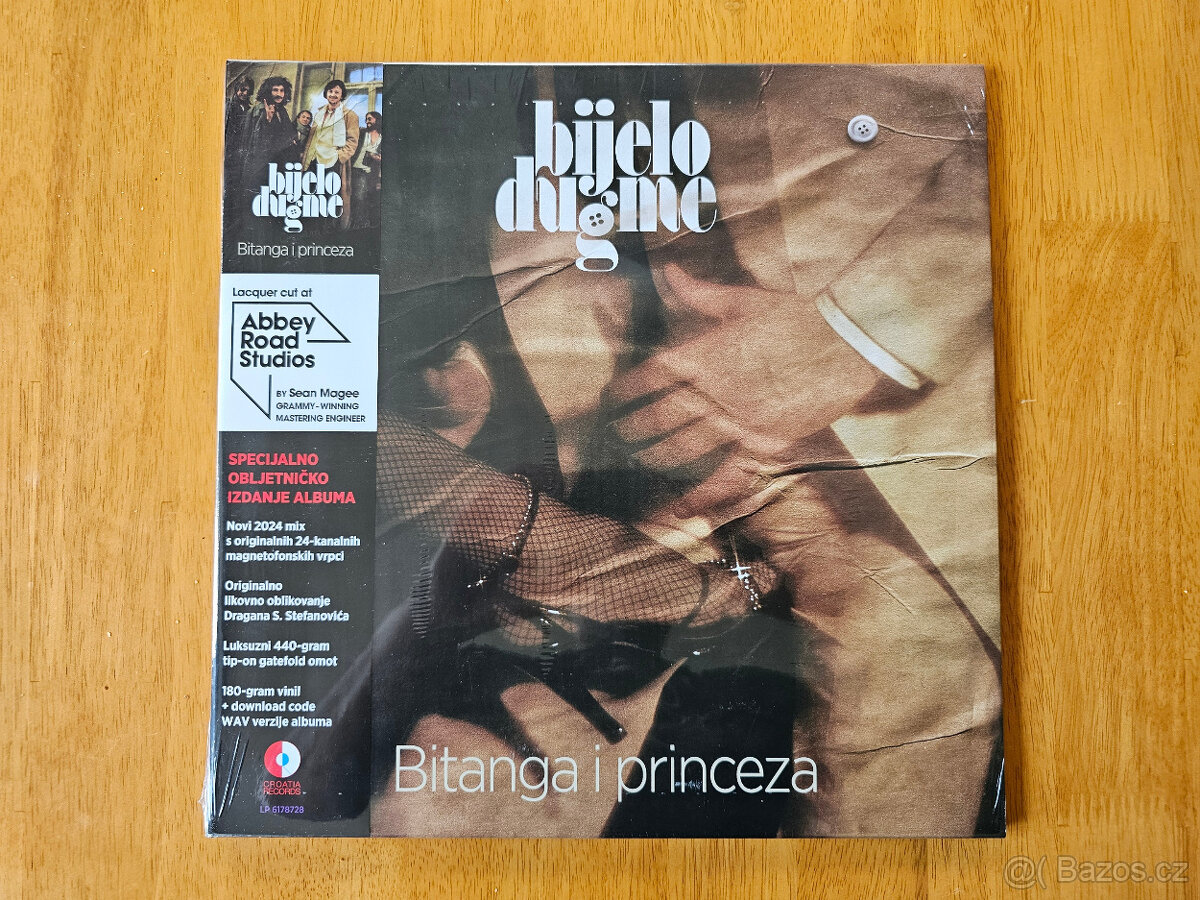 bijelo
dugme
Bitanga i princeza
Lacquer cut at
Abbey
Road
Studios
BY Sean Magee
GRAMMY-WINNING
MASTERING ENGINEER
SPECIJALNO
OBLJETNIČKO
IZDANJE ALBUMA
Novi 2024 mix
s originalnih 24-kanalnih
magnetofonskih vrpci
Originalno
likovno oblikovanje
Dragana S. Stefanovića
Luksuzni 440-gram
tip-on gatefold omot
180-gram vinil
+ download code
WAV verzije albuma
CROATIA
RECORDS
LP 6178728
bijelo
dugme
Bitanga i princeza
Bazos.cz